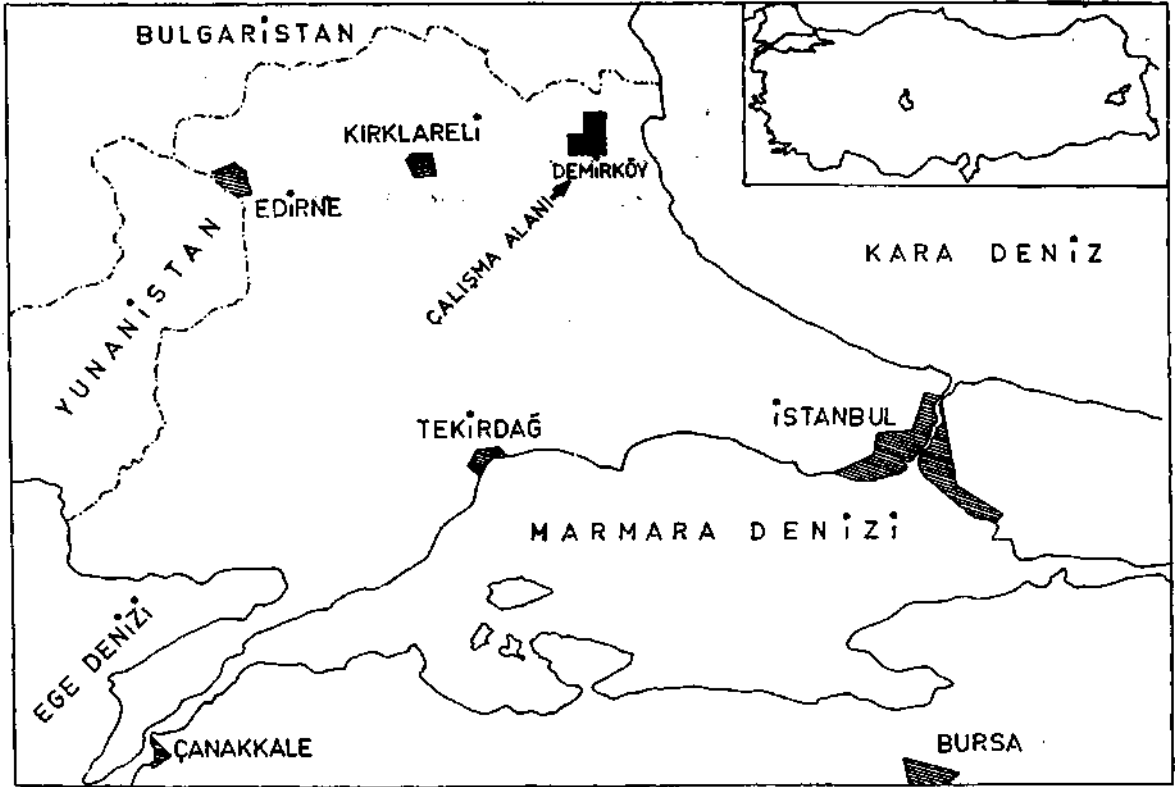 BULGARİSTAN
KIRKLARELİ
DEMİRKÖY
EDİRNE
ÇALIŞMA ALANI
YUNANİSTAN
KARA DENİZ
TEKİRDAĞ
İSTANBUL
MARMARA DENİZİ
EGE DENİZİ
ÇANAKKALE
BURSA